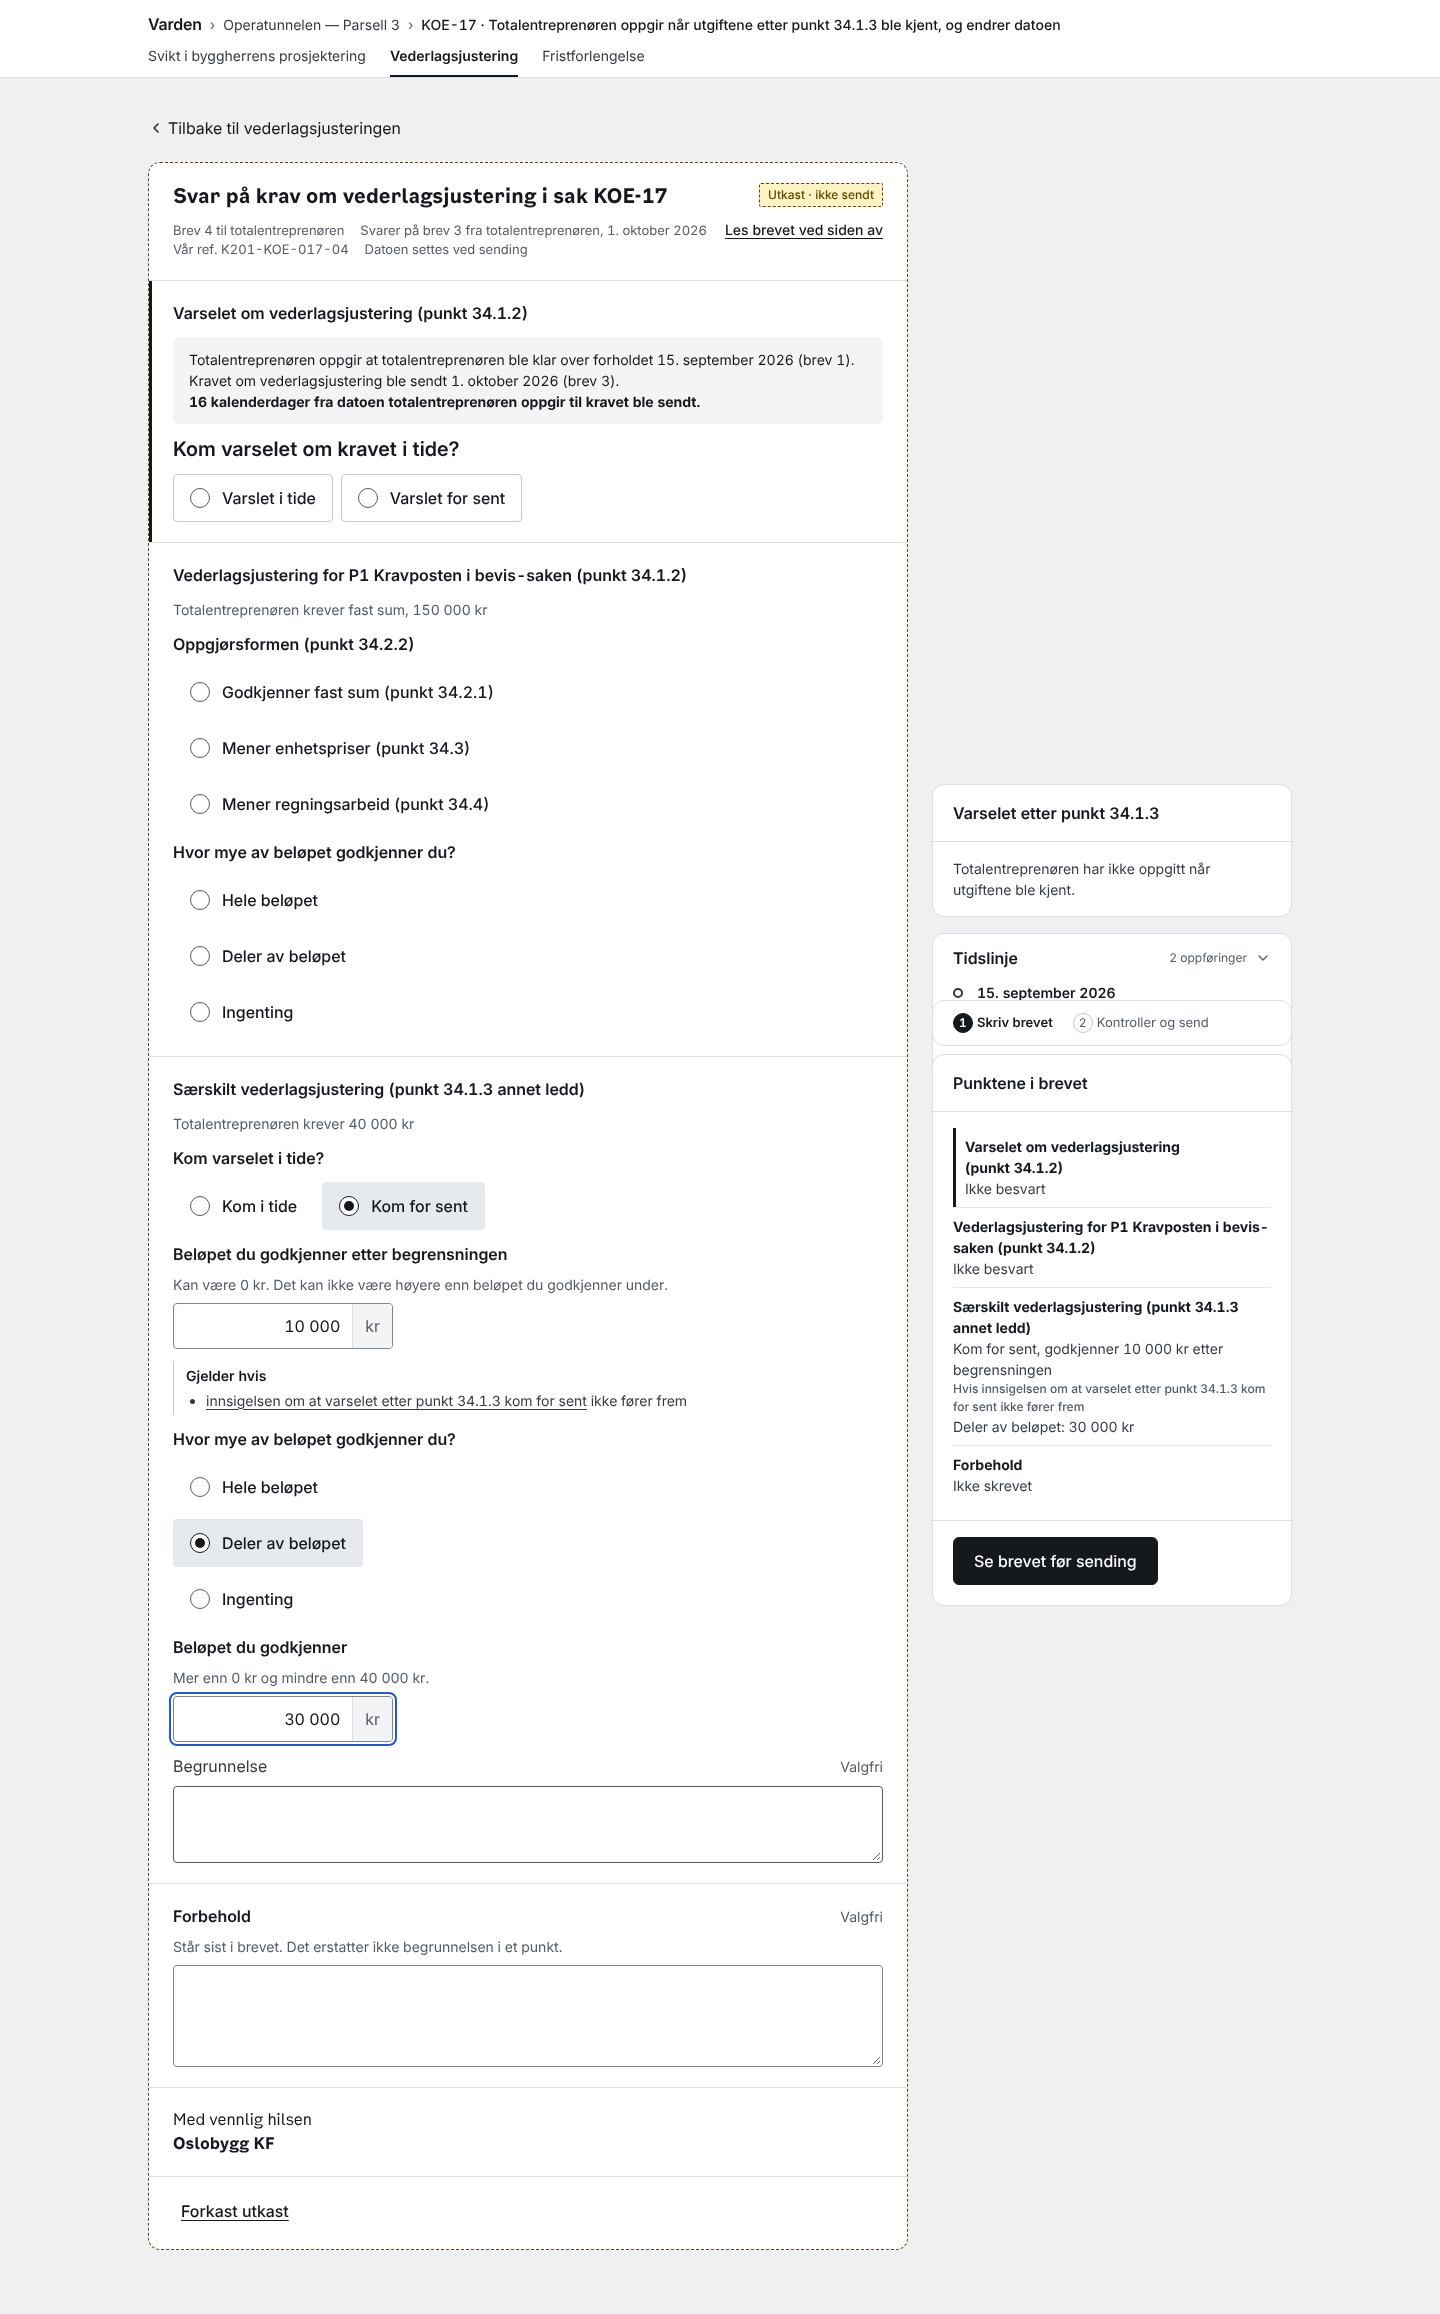 Varden › Operatunnelen — Parsell 3 › KOE-17 · Totalentreprenøren oppgir når utgiftene etter punkt 34.1.3 ble kjent, og endrer datoen
Svikt i byggherrens prosjektering Vederlagsjustering Fristforlengelse
Tilbake til vederlagsjusteringen
Svar på krav om vederlagsjustering i sak KOE-17
Utkast · ikke sendt
Brev 4 til totalentreprenøren Svarer på brev 3 fra totalentreprenøren, 1. oktober 2026
Les brevet ved siden av
Vår ref. K201-KOE-017-04 Datoen settes ved sending
Varselet om vederlagsjustering (punkt 34.1.2)
Totalentreprenøren oppgir at totalentreprenøren ble klar over forholdet 15. september 2026 (brev 1).
Kravet om vederlagsjustering ble sendt 1. oktober 2026 (brev 3).
16 kalenderdager fra datoen totalentreprenøren oppgir til kravet ble sendt.
Kom varselet om kravet i tide?
Varslet i tide Varslet for sent
Vederlagsjustering for P1 Kravposten i bevis-saken (punkt 34.1.2)
Totalentreprenøren krever fast sum, 150 000 kr
Oppgjørsformen (punkt 34.2.2)
Godkjenner fast sum (punkt 34.2.1)
Mener enhetspriser (punkt 34.3)
Mener regningsarbeid (punkt 34.4)
Hvor mye av beløpet godkjenner du?
Hele beløpet
Deler av beløpet
Ingenting
Særskilt vederlagsjustering (punkt 34.1.3 annet ledd)
Totalentreprenøren krever 40 000 kr
Kom varselet i tide?
Kom i tide Kom for sent
Beløpet du godkjenner etter begrensningen
Kan være 0 kr. Det kan ikke være høyere enn beløpet du godkjenner under.
10 000 kr
Gjelder hvis
innsigelsen om at varselet etter punkt 34.1.3 kom for sent ikke fører frem
Hvor mye av beløpet godkjenner du?
Hele beløpet
Deler av beløpet
Ingenting
Beløpet du godkjenner
Mer enn 0 kr og mindre enn 40 000 kr.
30 000 kr
Begrunnelse Valgfri
Forbehold Valgfri
Står sist i brevet. Det erstatter ikke begrunnelsen i et punkt.
Med vennlig hilsen
Oslobygg KF
Forkast utkast
Varselet etter punkt 34.1.3
Totalentreprenøren har ikke oppgitt når
utgiftene ble kjent.
Tidslinje 2 oppføringer
15. september 2026
1 Skriv brevet 2 Kontroller og send
Punktene i brevet
Varselet om vederlagsjustering
(punkt 34.1.2)
Ikke besvart
Vederlagsjustering for P1 Kravposten i bevis-
saken (punkt 34.1.2)
Ikke besvart
Særskilt vederlagsjustering (punkt 34.1.3
annet ledd)
Kom for sent, godkjenner 10 000 kr etter
begrensningen
Hvis innsigelsen om at varselet etter punkt 34.1.3 kom
for sent ikke fører frem
Deler av beløpet: 30 000 kr
Forbehold
Ikke skrevet
Se brevet før sending